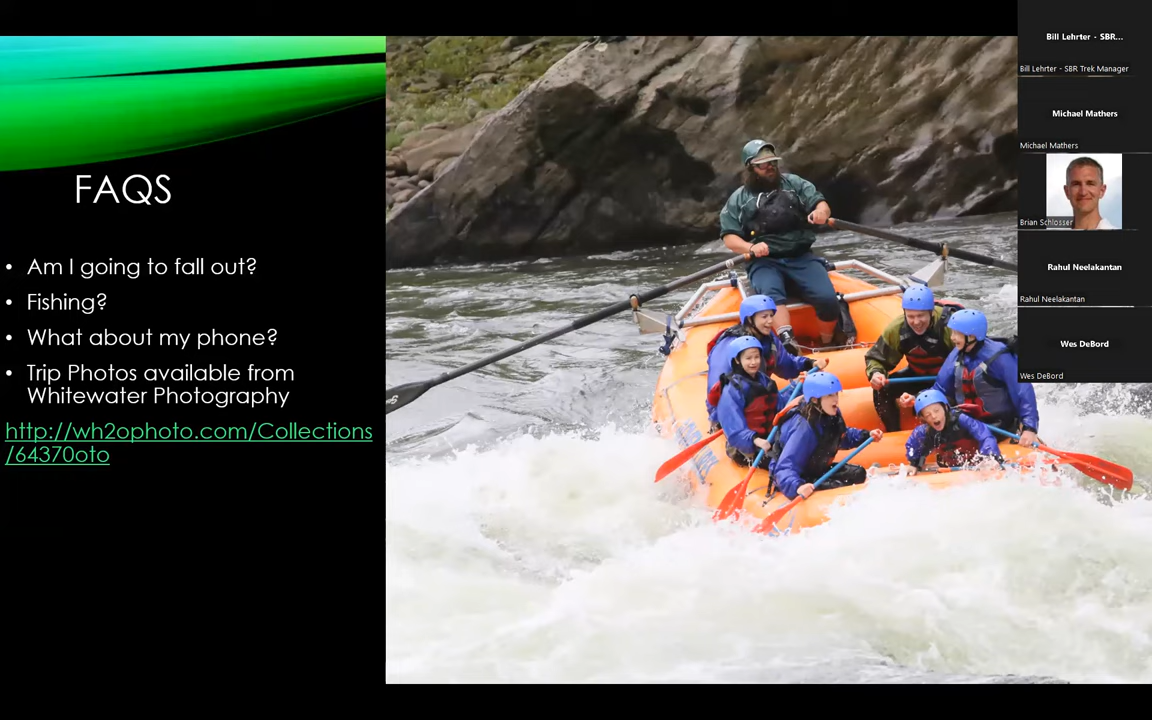 FAQS
• Am I going to fall out?
• Fishing?
• What about my phone?
• Trip Photos available from
Whitewater Photography
http://wh2ophoto.com/Collections
/64370oto
Bill Lehrter - SBR...
Bill Lehrter - SBR Trek Manager
Michael Mathers
Michael Mathers
Brian Schlosser
Rahul Neelakantan
Rahul Neelakantan
Wes DeBord
Wes DeBord